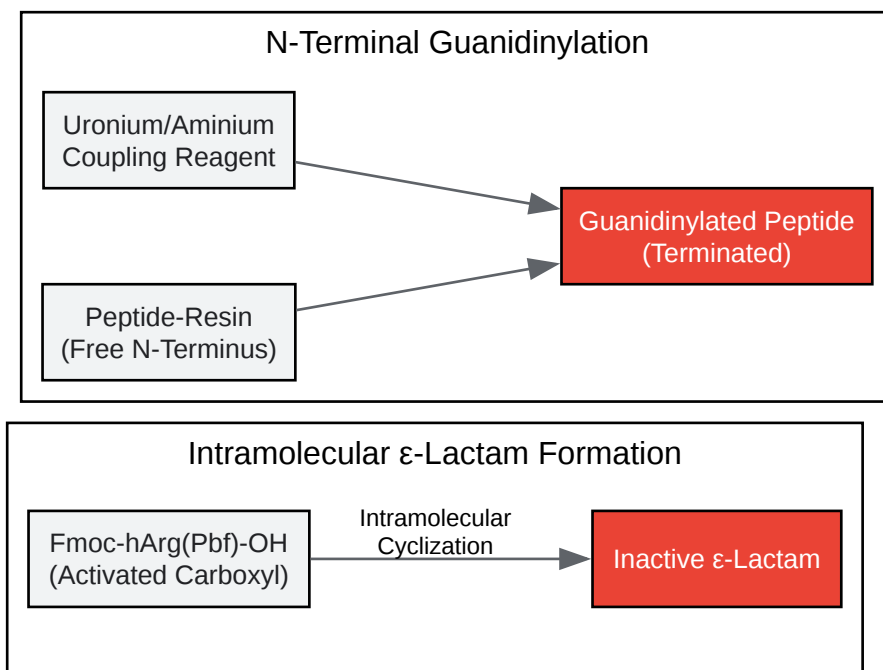 N-Terminal Guanidinylation
Uronium/Aminium
Coupling Reagent
Guanidinylated Peptide
(Terminated)
Peptide-Resin
(Free N-Terminus)
Intramolecular ε-Lactam Formation
Fmoc-hArg(Pbf)-OH
(Activated Carboxyl)
Intramolecular
Cyclization
Inactive ε-Lactam